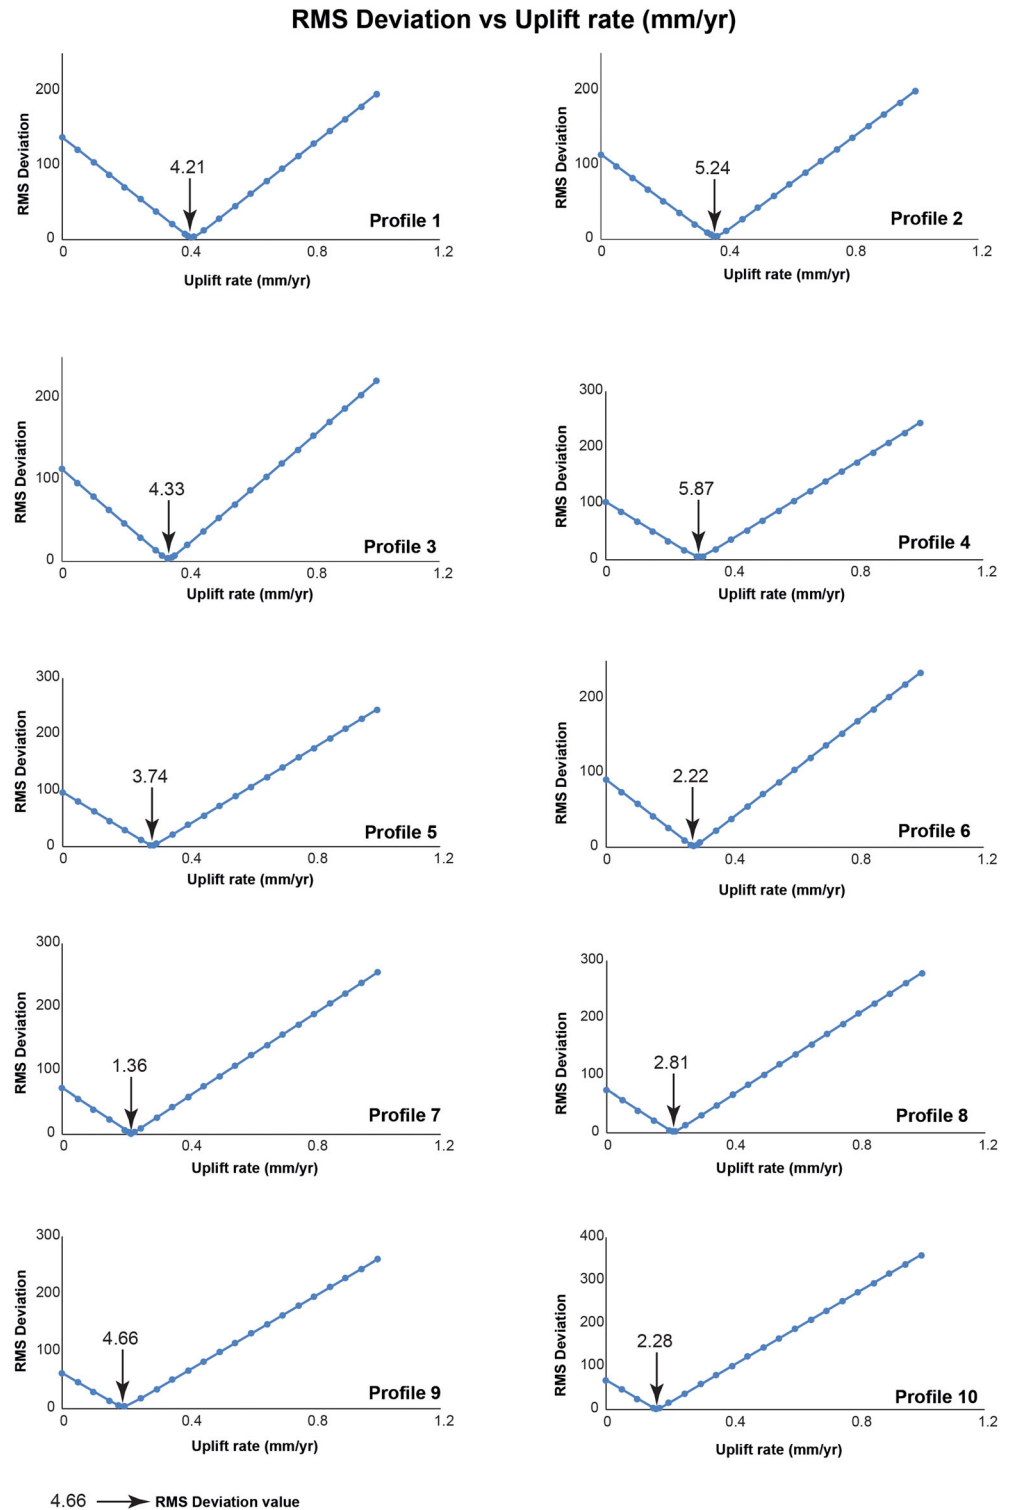 RMS Deviation vs Uplift rate (mm/yr)
200
100
0
RMS Deviation
4.21
Profile 1
0 0.4 0.8 1.2
Uplift rate (mm/yr)
200
100
0
RMS Deviation
5.24
Profile 2
0 0.4 0.8 1.2
Uplift rate (mm/yr)
200
100
0
RMS Deviation
4.33
Profile 3
0 0.4 0.8 1.2
Uplift rate (mm/yr)
300
200
100
0
RMS Deviation
5.87
Profile 4
0 0.4 0.8 1.2
Uplift rate (mm/yr)
300
200
100
0
RMS Deviation
3.74
Profile 5
0 0.4 0.8 1.2
Uplift rate (mm/yr)
200
100
0
RMS Deviation
2.22
Profile 6
0 0.4 0.8 1.2
Uplift rate (mm/yr)
300
200
100
0
RMS Deviation
1.36
Profile 7
0 0.4 0.8 1.2
Uplift rate (mm/yr)
300
200
100
0
RMS Deviation
2.81
Profile 8
0 0.4 0.8 1.2
Uplift rate (mm/yr)
300
200
100
0
RMS Deviation
4.66
Profile 9
0 0.4 0.8 1.2
Uplift rate (mm/yr)
400
300
200
100
0
RMS Deviation
2.28
Profile 10
0 0.4 0.8 1.2
Uplift rate (mm/yr)
4.66 RMS Deviation value